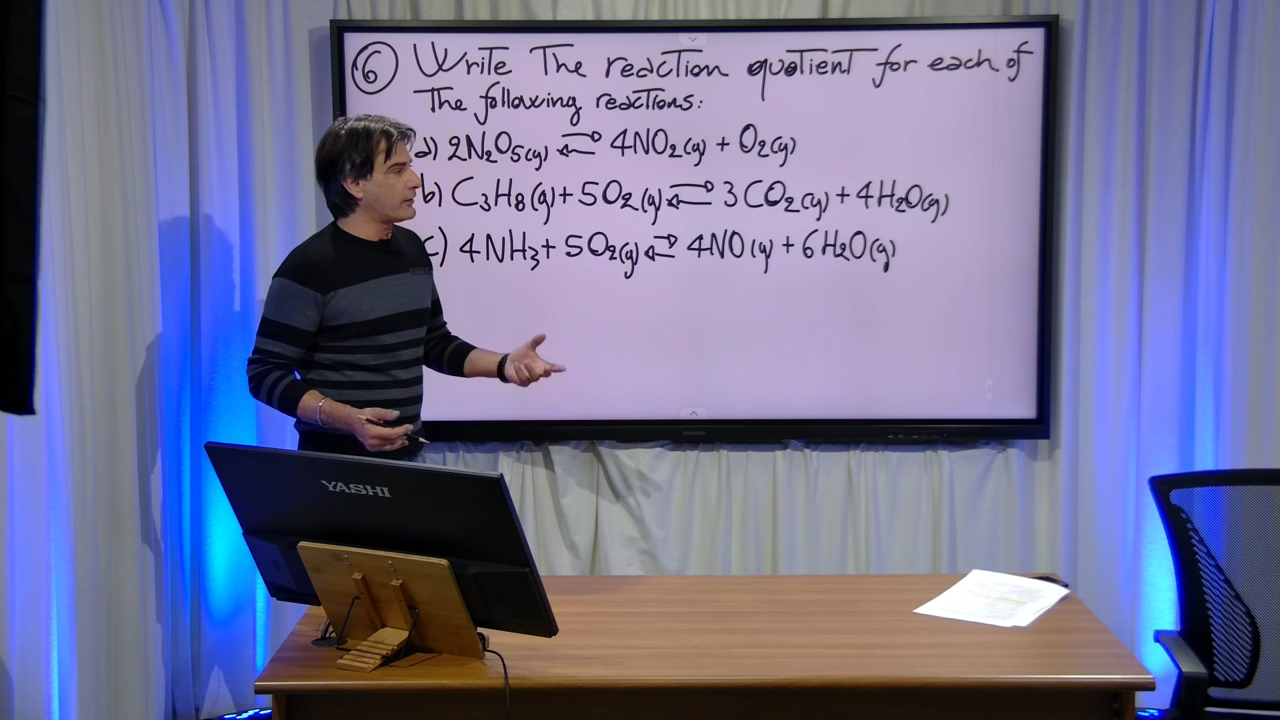 6 Write The reaction quotient for each of
The following reactions:
a) 2N₂O₅(g) ⇌ 4NO₂(g) + O₂(g)
b) C₃H₈(g) + 5O₂(g) ⇌ 3CO₂(g) + 4H₂O(g)
c) 4NH₃ + 5O₂(g) ⇌ 4NO(g) + 6H₂O(g)
SAMSUNG
YASHI